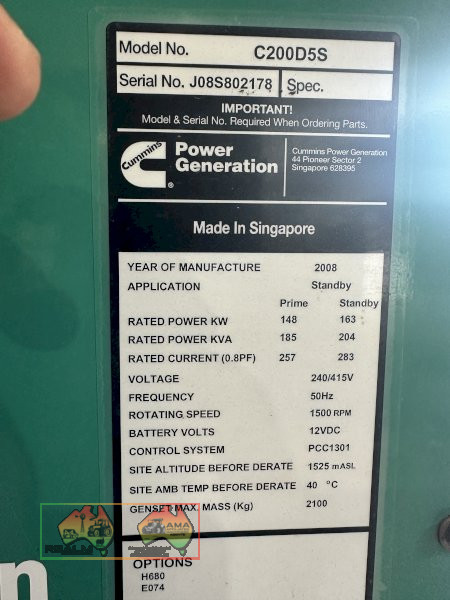 Model No. C200D5S
Serial No. J08S802178 Spec.
IMPORTANT!
Model & Serial No. Required When Ordering Parts.
Cummins
Power
Generation
Cummins Power Generation
44 Pioneer Sector 2
Singapore 628395
Made In Singapore
YEAR OF MANUFACTURE 2008
APPLICATION Standby
Prime Standby
RATED POWER KW 148 163
RATED POWER KVA 185 204
RATED CURRENT (0.8PF) 257 283
VOLTAGE 240/415V
FREQUENCY 50Hz
ROTATING SPEED 1500 RPM
BATTERY VOLTS 12VDC
CONTROL SYSTEM PCC1301
SITE ALTITUDE BEFORE DERATE 1525 mASL
SITE AMB TEMP BEFORE DERATE 40 °C
GENSET MAX. MASS (Kg) 2100
AMA
OPTIONS
H680
E074
n